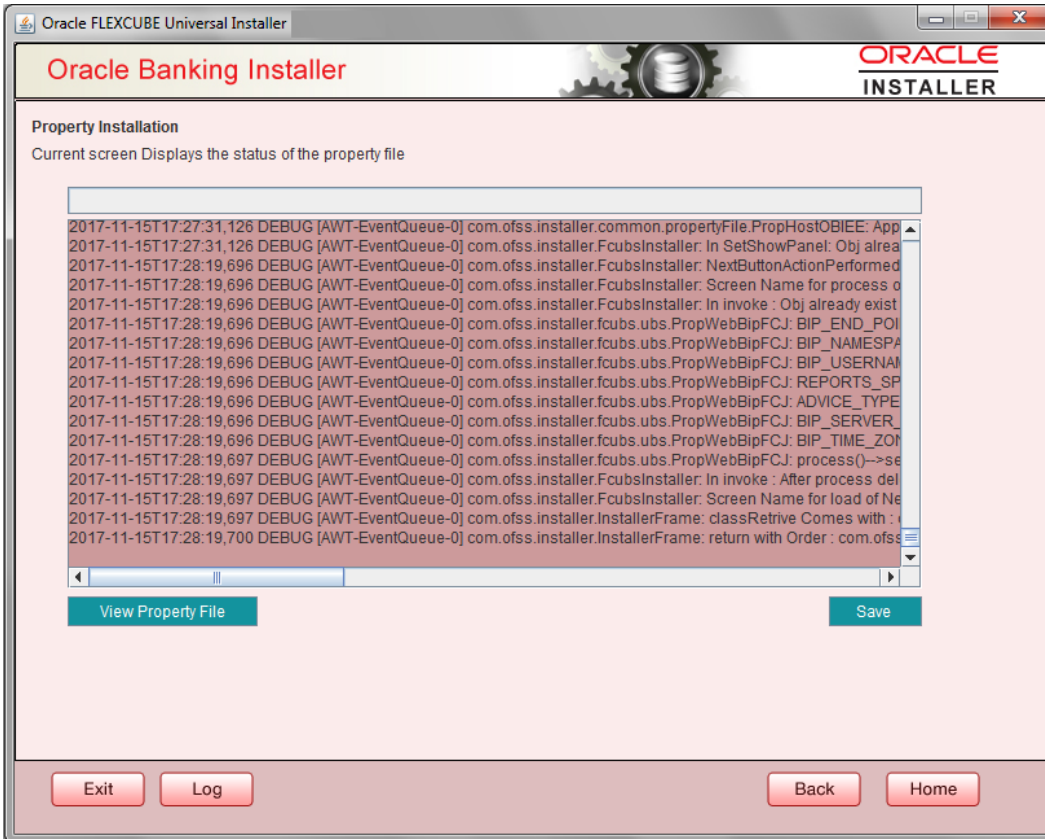 Oracle FLEXCUBE Universal Installer
Oracle Banking Installer
ORACLE
INSTALLER
Property Installation
Current screen Displays the status of the property file
2017-11-15T17:27:31,126 DEBUG [AWT-EventQueue-0] com.ofss.installer.common.propertyFile.PropHostOBIEE: App
2017-11-15T17:27:31,126 DEBUG [AWT-EventQueue-0] com.ofss.installer.FcubsInstaller: In SetShowPanel: Obj alrea
2017-11-15T17:28:19,696 DEBUG [AWT-EventQueue-0] com.ofss.installer.FcubsInstaller: NextButtonActionPerformed
2017-11-15T17:28:19,696 DEBUG [AWT-EventQueue-0] com.ofss.installer.FcubsInstaller: Screen Name for process o
2017-11-15T17:28:19,696 DEBUG [AWT-EventQueue-0] com.ofss.installer.FcubsInstaller: In invoke : Obj already exist
2017-11-15T17:28:19,696 DEBUG [AWT-EventQueue-0] com.ofss.installer.fcubs.ubs.PropWebBipFCJ: BIP_END_POI
2017-11-15T17:28:19,696 DEBUG [AWT-EventQueue-0] com.ofss.installer.fcubs.ubs.PropWebBipFCJ: BIP_NAMESPA
2017-11-15T17:28:19,696 DEBUG [AWT-EventQueue-0] com.ofss.installer.fcubs.ubs.PropWebBipFCJ: BIP_USERNAM
2017-11-15T17:28:19,696 DEBUG [AWT-EventQueue-0] com.ofss.installer.fcubs.ubs.PropWebBipFCJ: REPORTS_SP
2017-11-15T17:28:19,696 DEBUG [AWT-EventQueue-0] com.ofss.installer.fcubs.ubs.PropWebBipFCJ: ADVICE_TYPE
2017-11-15T17:28:19,696 DEBUG [AWT-EventQueue-0] com.ofss.installer.fcubs.ubs.PropWebBipFCJ: BIP_SERVER_
2017-11-15T17:28:19,696 DEBUG [AWT-EventQueue-0] com.ofss.installer.fcubs.ubs.PropWebBipFCJ: BIP_TIME_ZON
2017-11-15T17:28:19,697 DEBUG [AWT-EventQueue-0] com.ofss.installer.fcubs.ubs.PropWebBipFCJ: process()-->se
2017-11-15T17:28:19,697 DEBUG [AWT-EventQueue-0] com.ofss.installer.FcubsInstaller: In invoke : After process del
2017-11-15T17:28:19,697 DEBUG [AWT-EventQueue-0] com.ofss.installer.FcubsInstaller: Screen Name for load of Ne
2017-11-15T17:28:19,697 DEBUG [AWT-EventQueue-0] com.ofss.installer.InstallerFrame: classRetrive Comes with :
2017-11-15T17:28:19,700 DEBUG [AWT-EventQueue-0] com.ofss.installer.InstallerFrame: return with Order : com.ofss
View Property File
Save
Exit
Log
Back
Home